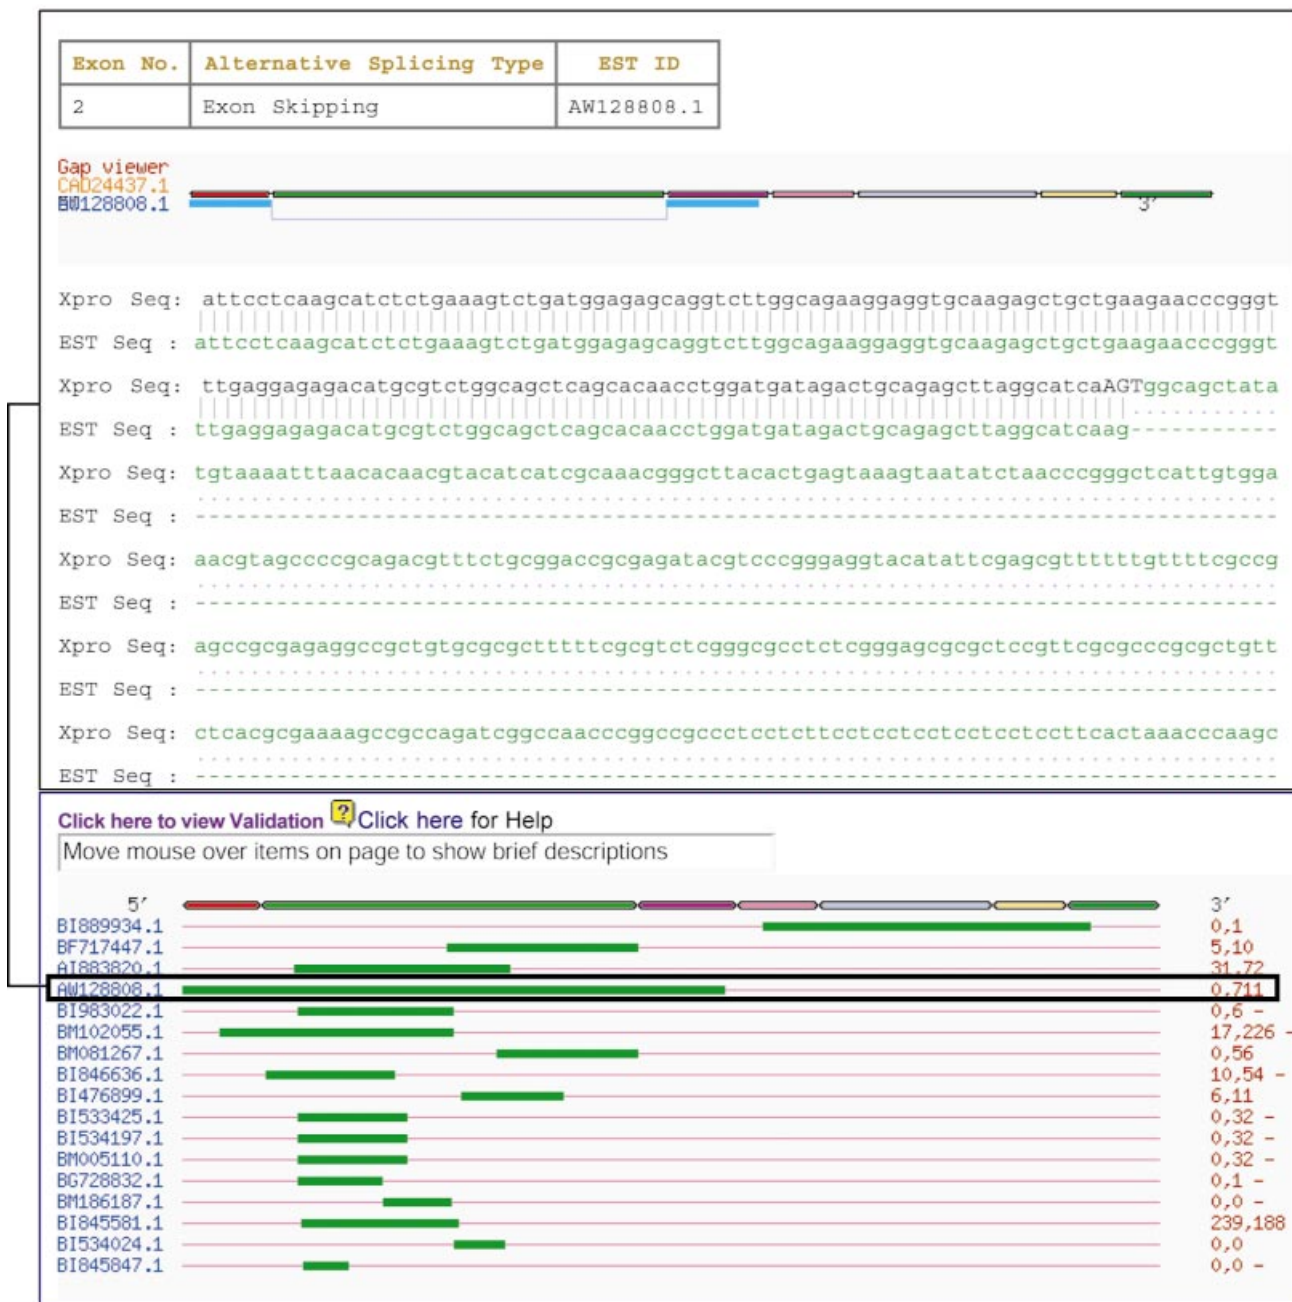 Exon No. Alternative Splicing Type EST ID
2 Exon Skipping AW128808.1
Gap viewer
CAD24437.1
AW128808.1
3'
Xpro Seq: attcctcaagcatctctgaaagtctgatggagagcaggtcttggcagaaggaggtgcaagagctgctgaagaacccgggt
EST Seq : attcctcaagcatctctgaaagtctgatggagagcaggtcttggcagaaggaggtgcaagagctgctgaagaacccgggt
Xpro Seq: ttgaggagagacatgcgtctggcagctcagcacaacctggatgatagactgcagagcttaggcatcaAGTggcagctata
EST Seq : ttgaggagagacatgcgtctggcagctcagcacaacctggatgatagactgcagagcttaggcatcaag-----------
Xpro Seq: tgtaaaatttaacacaacgtacatcatcgcaaacgggcttacactgagtaaagtaatatctaacccgggctcattgtgga
EST Seq : --------------------------------------------------------------------------------
Xpro Seq: aacgtagccccgcagacgtttctgcggaccgcgagatacgtcccgggaggtacatattcgagcgttttttgttttcgccg
EST Seq : --------------------------------------------------------------------------------
Xpro Seq: agccgcgagaggccgctgtgcgcgctttttcgcgtctcgggcgcctctcgggagcgcgctccgttcgcgcccgcgctgtt
EST Seq : --------------------------------------------------------------------------------
Xpro Seq: ctcacgcgaaaagccgccagatcggccaacccggccgccctcctcttcctcctcctcctcctccttcactaaacccaagc
EST Seq : --------------------------------------------------------------------------------
Click here to view Validation ? Click here for Help
Move mouse over items on page to show brief descriptions
5' 3'
BI889934.1 0,1
BF717447.1 5,10
AI883820.1 31,72
AW128808.1 0,711
BI983022.1 0,6 -
BM102055.1 17,226 -
BM081267.1 0,56
BI846636.1 10,54 -
BI476899.1 6,11
BI533425.1 0,32 -
BI534197.1 0,32 -
BM005110.1 0,32 -
BG728832.1 0,1 -
BM186187.1 0,0 -
BI845581.1 239,188
BI534024.1 0,0
BI845847.1 0,0 -